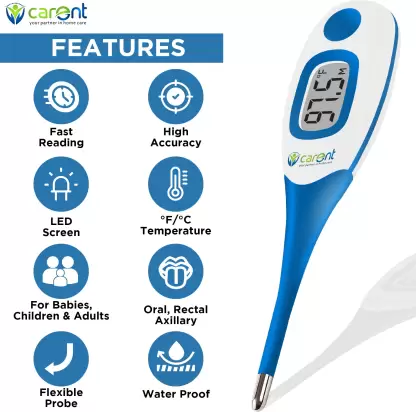 carent
your partner in home care
FEATURES
Fast
Reading
High
Accuracy
LED
Screen
°F/°C
Temperature
For Babies,
Children & Adults
Oral, Rectal
Axillary
Flexible
Probe
Water Proof
97.5 °F
M
carent